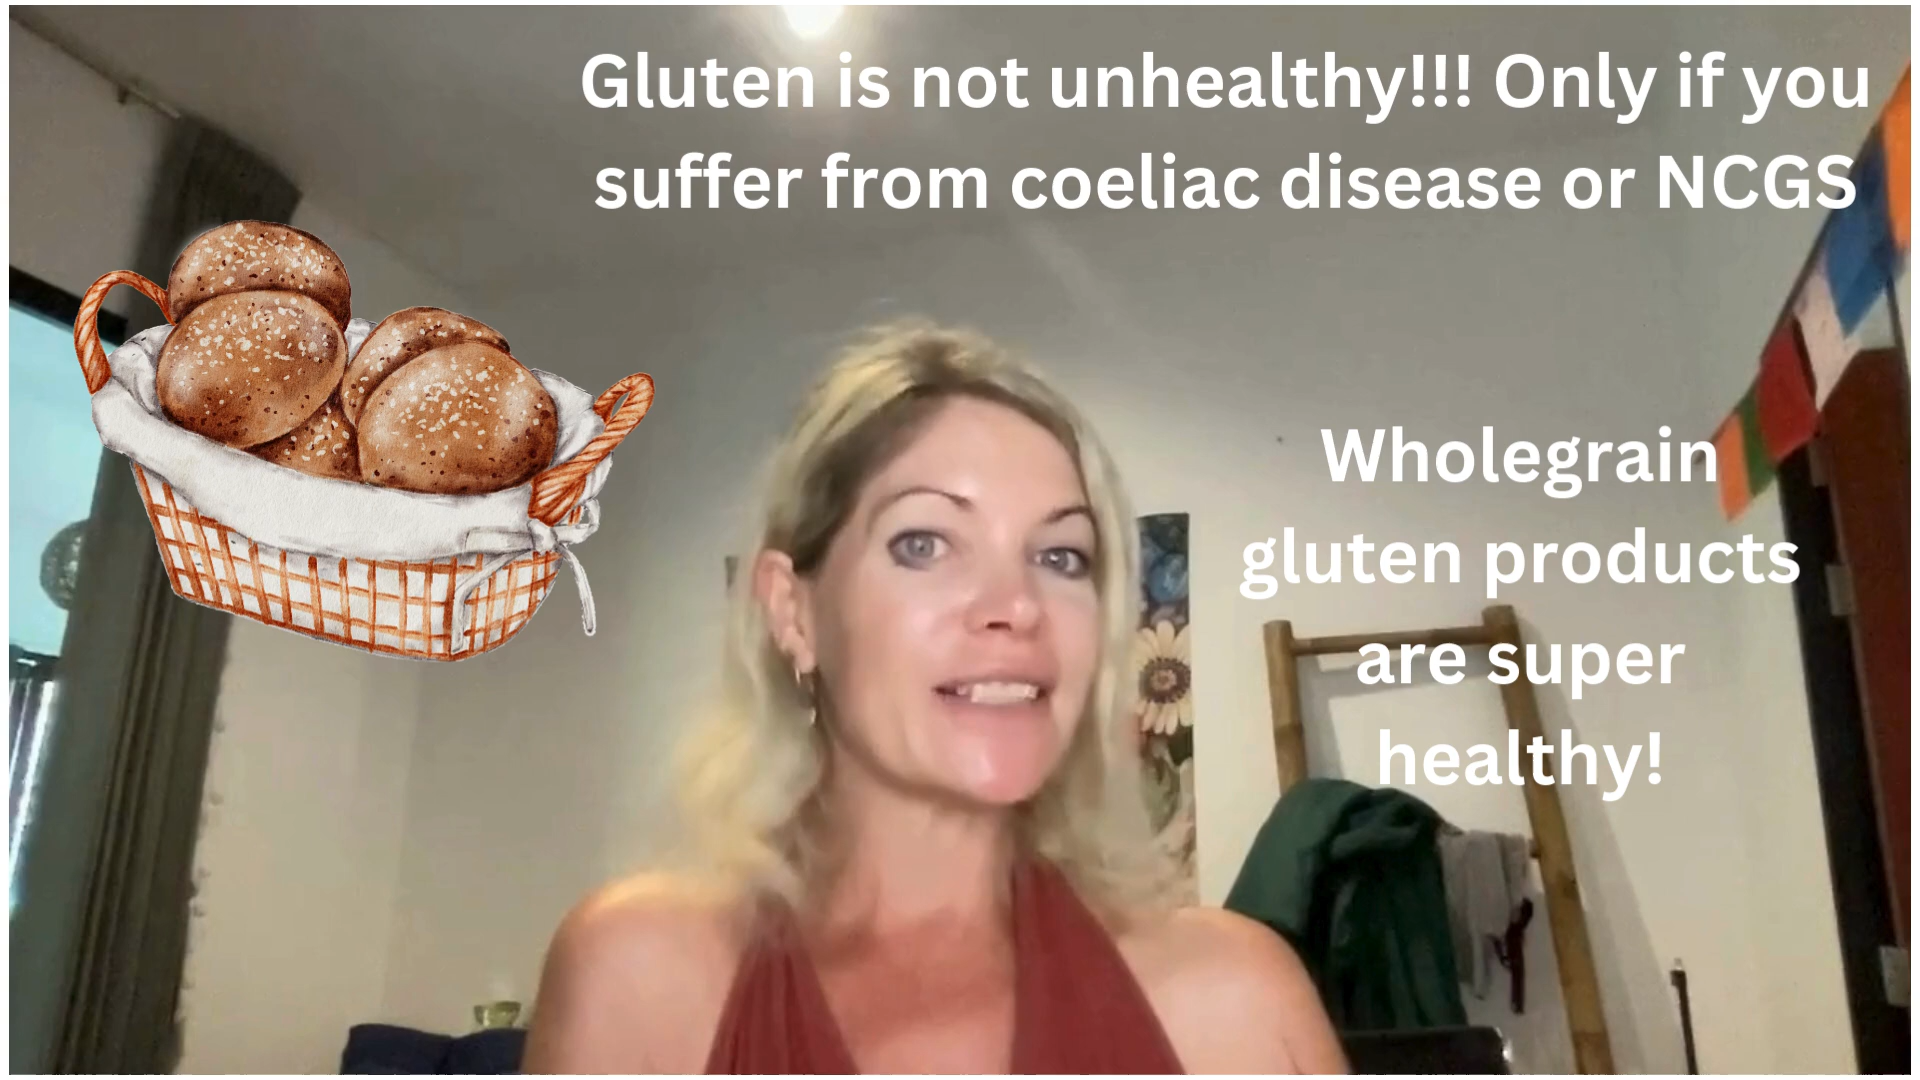 Gluten is not unhealthy!!! Only if you
suffer from coeliac disease or NCGS
Wholegrain
gluten products
are super
healthy!